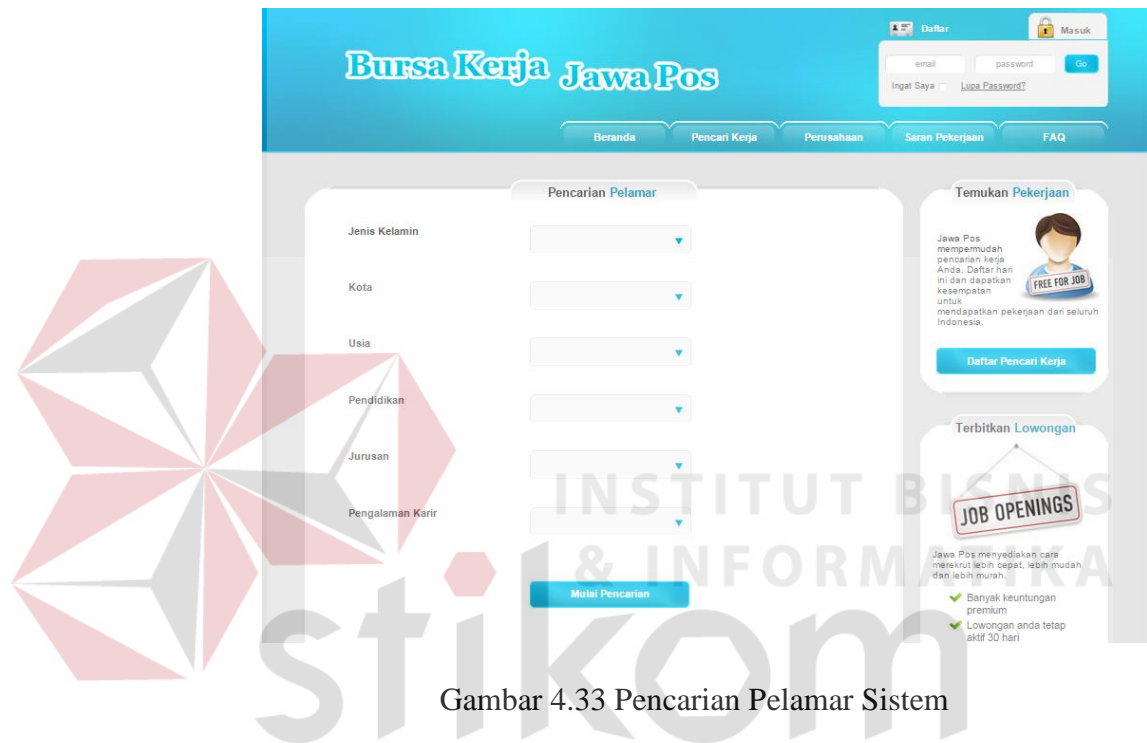 Daftar
Masuk
Bursa Kerja Jawa Pos
email
password
Go
Ingat Saya
Lupa Password?
Beranda
Pencari Kerja
Perusahaan
Saran Pekerjaan
FAQ
Pencarian Pelamar
Jenis Kelamin
Kota
Usia
Pendidikan
Jurusan
Pengalaman Karir
Mulai Pencarian
Temukan Pekerjaan
Jawa Pos
mempermudah
pencarian kerja
Anda. Daftar hari
ini dan dapatkan
kesempatan
untuk
mendapatkan pekerjaan dari seluruh
Indonesia.
FREE FOR JOB
Daftar Pencari Kerja
Terbitkan Lowongan
JOB OPENINGS
Jawa Pos menyediakan cara
merekrut lebih cepat, lebih mudah
dan lebih murah.
Banyak keuntungan
premium
Lowongan anda tetap
aktif 30 hari
INSTITUT BISNIS
& INFORMATIKA
stikom
Gambar 4.33 Pencarian Pelamar Sistem